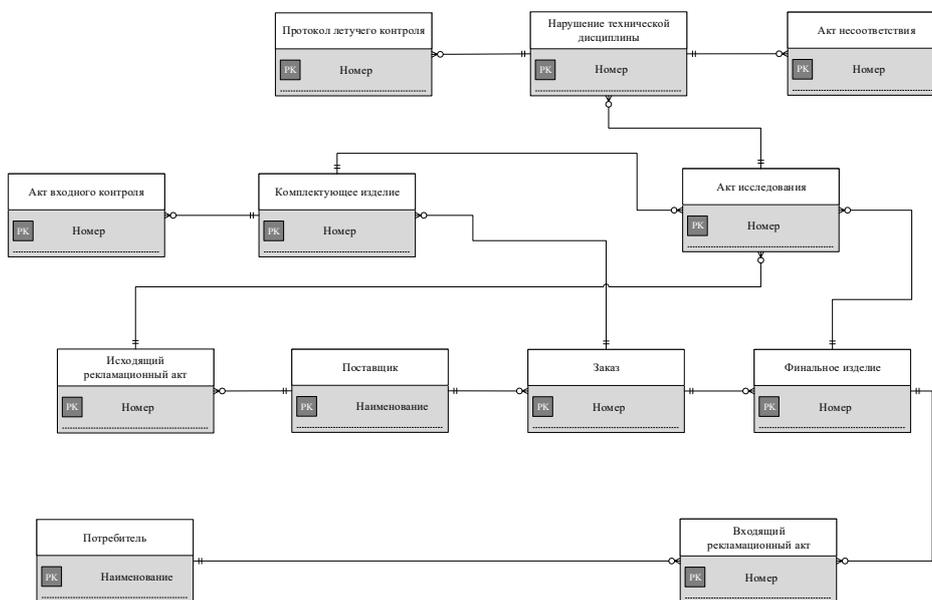 Протокол летучего контроля
PK
Номер
Нарушение технической
дисциплины
PK
Номер
Акт несоответствия
PK
Номер
Акт входного контроля
PK
Номер
Комплектующее изделие
PK
Номер
Акт исследования
PK
Номер
Исходящий
рекламационный акт
PK
Номер
Поставщик
PK
Наименование
Заказ
PK
Номер
Финальное изделие
PK
Номер
Потребитель
PK
Наименование
Входящий
рекламационный акт
PK
Номер